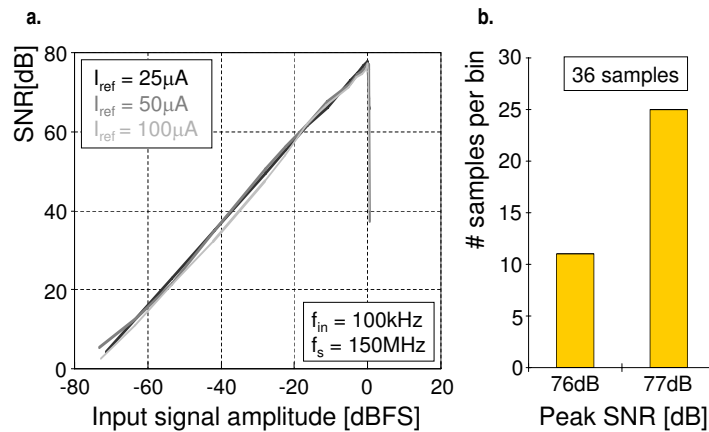 a.
SNR[dB]
80
60
40
20
0
I_ref = 25μA
I_ref = 50μA
I_ref = 100μA
f_in = 100kHz
f_s = 150MHz
-80 -60 -40 -20 0 20
Input signal amplitude [dBFS]
b.
# samples per bin
30
25
20
15
10
5
0
36 samples
76dB 77dB
Peak SNR [dB]